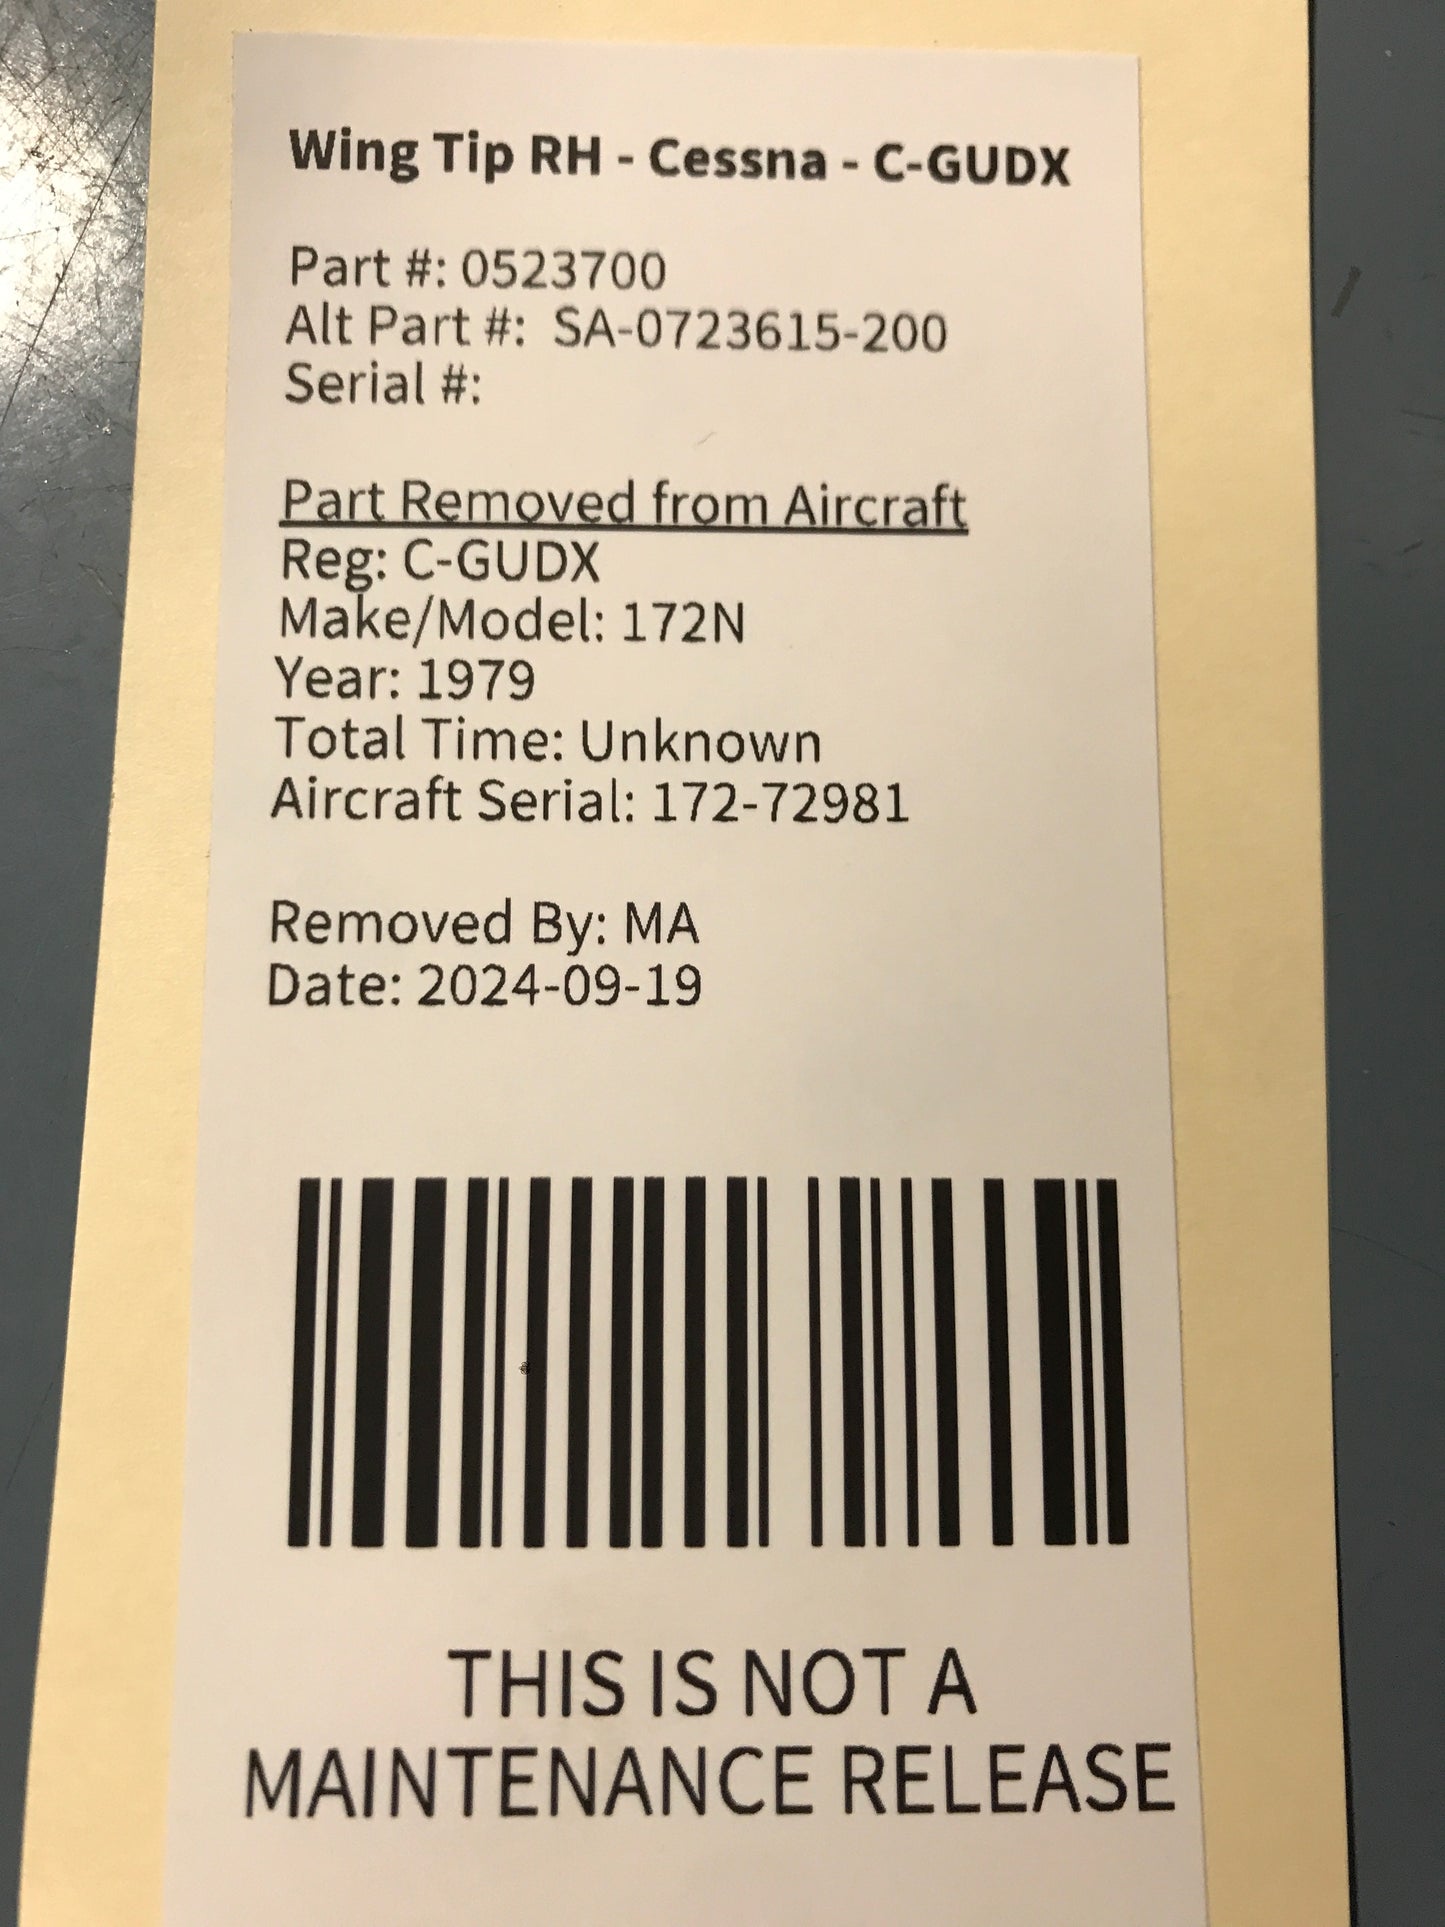 Wing Tip RH - Cessna - C-GUDX
Part #: 0523700
Alt Part #: SA-0723615-200
Serial #:
Part Removed from Aircraft
Reg: C-GUDX
Make/Model: 172N
Year: 1979
Total Time: Unknown
Aircraft Serial: 172-72981
Removed By: MA
Date: 2024-09-19
THIS IS NOT A
MAINTENANCE RELEASE